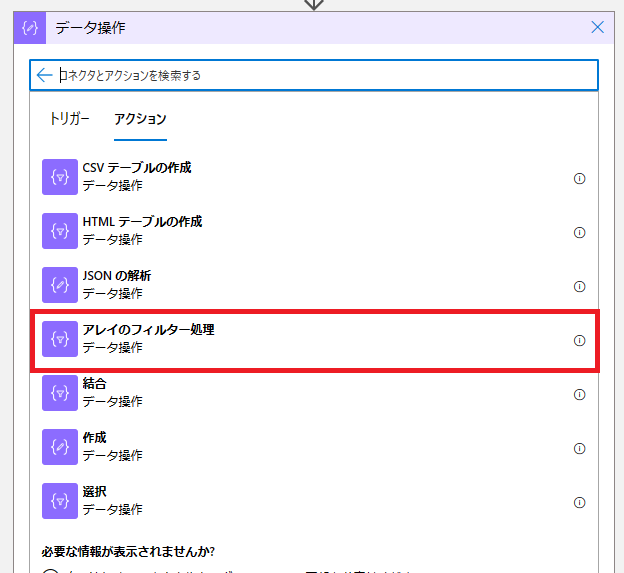 データ操作
コネクタとアクションを検索する
トリガー アクション
CSV テーブルの作成
データ操作
HTML テーブルの作成
データ操作
JSON の解析
データ操作
アレイのフィルター処理
データ操作
結合
データ操作
作成
データ操作
選択
データ操作
必要な情報が表示されませんか?